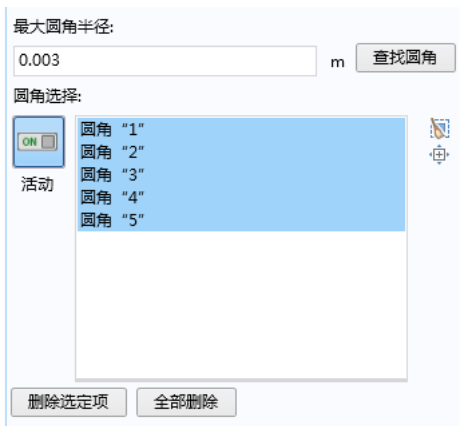 最大圆角半径:
0.003 m 查找圆角
圆角选择:
ON
圆角 "1"
圆角 "2"
圆角 "3"
圆角 "4"
圆角 "5"
活动
删除选定项 全部删除